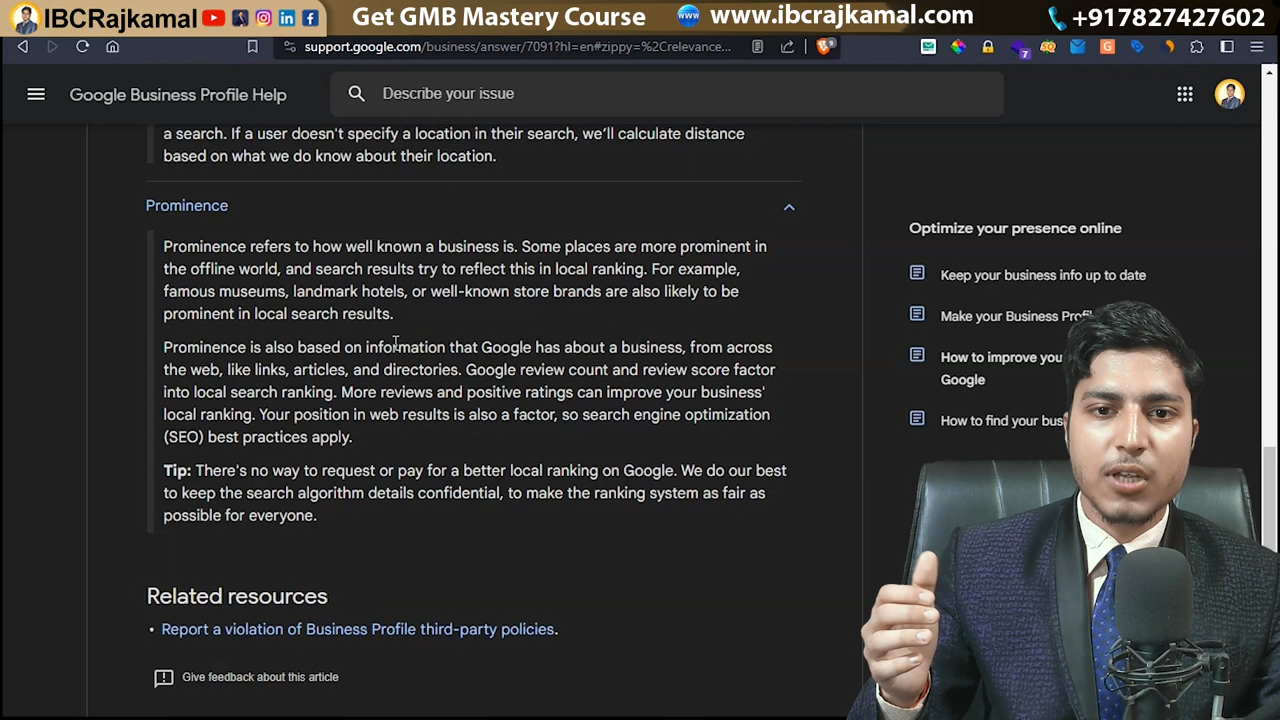 IBCRajkamal
Get GMB Mastery Course
www.ibcrajkamal.com
+917827427602
support.google.com/business/answer/7091?hl=en#zippy=%2Crelevance...
9
7
Google Business Profile Help
Describe your issue
a search. If a user doesn't specify a location in their search, we'll calculate distance
based on what we do know about their location.
Prominence
Prominence refers to how well known a business is. Some places are more prominent in
the offline world, and search results try to reflect this in local ranking. For example,
famous museums, landmark hotels, or well-known store brands are also likely to be
prominent in local search results.
Prominence is also based on information that Google has about a business, from across
the web, like links, articles, and directories. Google review count and review score factor
into local search ranking. More reviews and positive ratings can improve your business'
local ranking. Your position in web results is also a factor, so search engine optimization
(SEO) best practices apply.
Tip: There's no way to request or pay for a better local ranking on Google. We do our best
to keep the search algorithm details confidential, to make the ranking system as fair as
possible for everyone.
Related resources
• Report a violation of Business Profile third-party policies.
Give feedback about this article
Optimize your presence online
Keep your business info up to date
Make your Business Profi
How to improve you
Google
How to find your bus